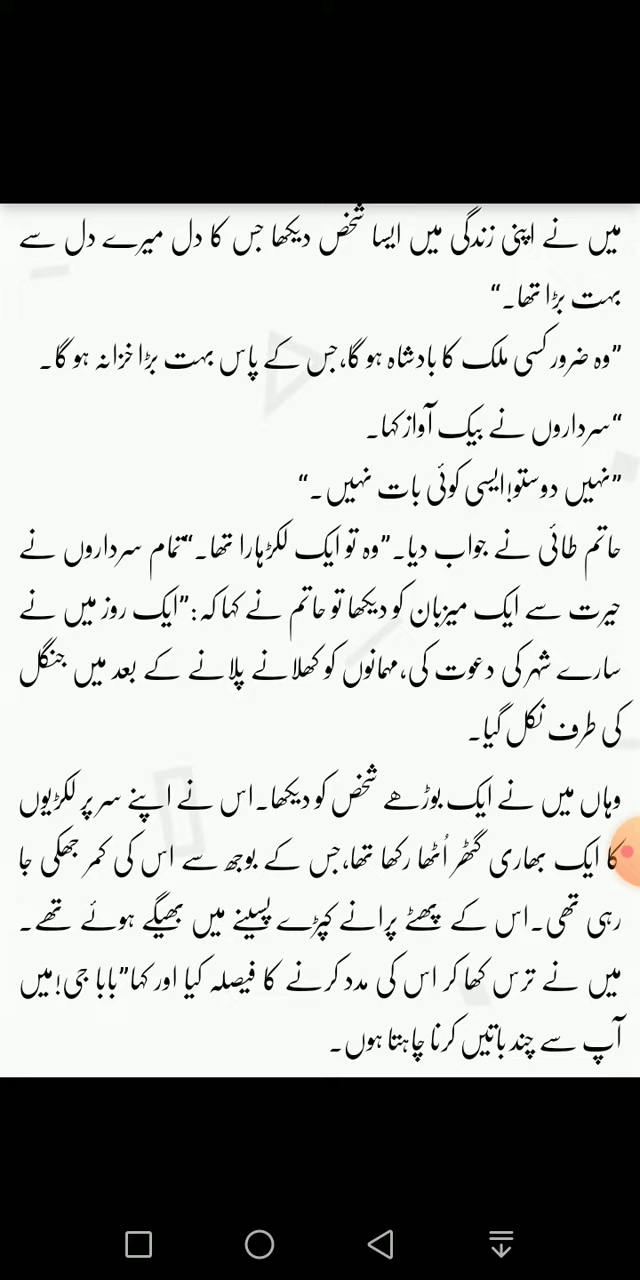 میں نے اپنی زندگی میں ایسا شخص دیکھا جس کا دل میرے دل سے
بہت بڑا تھا۔“
”وہ ضرور کسی ملک کا بادشاہ ہو گا،جس کے پاس بہت بڑا خزانہ ہو گا۔
“سرداروں نے بیک آواز کہا۔
”نہیں دوستو!ایسی کوئی بات نہیں۔“
حاتم طائی نے جواب دیا۔”وہ تو ایک لکڑہارا تھا۔“تمام سرداروں نے
حیرت سے ایک میزبان کو دیکھا تو حاتم نے کہا کہ:”ایک روز میں نے
سارے شہر کی دعوت کی،مہمانوں کو کھلانے پلانے کے بعد میں جنگل
کی طرف نکل گیا۔
وہاں میں نے ایک بوڑھے شخص کو دیکھا۔اس نے اپنے سر پر لکڑیوں
کا ایک بھاری گٹھر اُٹھا رکھا تھا،جس کے بوجھ سے اس کی کمر جھکی جا
رہی تھی۔اس کے پھٹے پرانے کپڑے پسینے میں بھیگے ہوئے تھے۔
میں نے ترس کھا کر اس کی مدد کرنے کا فیصلہ کیا اور کہا”بابا جی!میں
آپ سے چند باتیں کرنا چاہتا ہوں۔